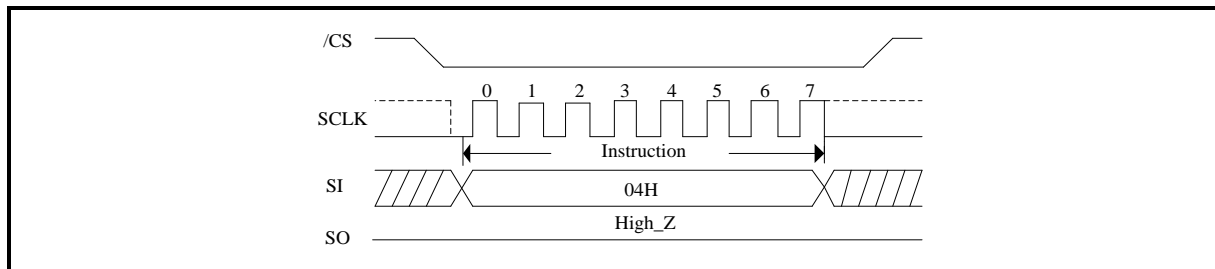 /CS
0 1 2 3 4 5 6 7
SCLK
Instruction
SI
04H
High_Z
SO